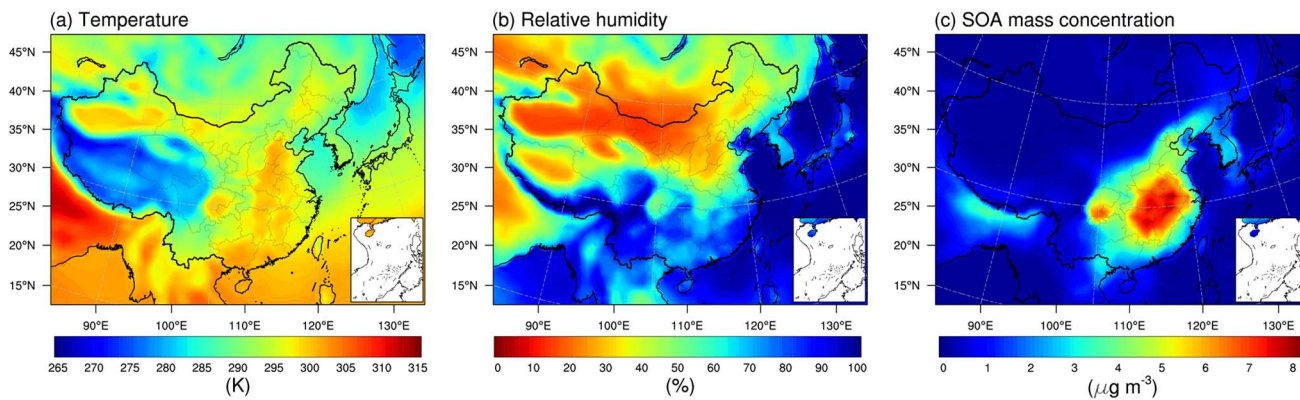 (a) Temperature
45°N
40°N
35°N
30°N
25°N
20°N
15°N
90°E 100°E 110°E 120°E 130°E
265 270 275 280 285 290 295 300 305 310 315
(K)
(b) Relative humidity
45°N
40°N
35°N
30°N
25°N
20°N
15°N
90°E 100°E 110°E 120°E 130°E
0 10 20 30 40 50 60 70 80 90 100
(%)
(c) SOA mass concentration
45°N
40°N
35°N
30°N
25°N
20°N
15°N
90°E 100°E 110°E 120°E 130°E
0 1 2 3 4 5 6 7 8
(μg m⁻³)